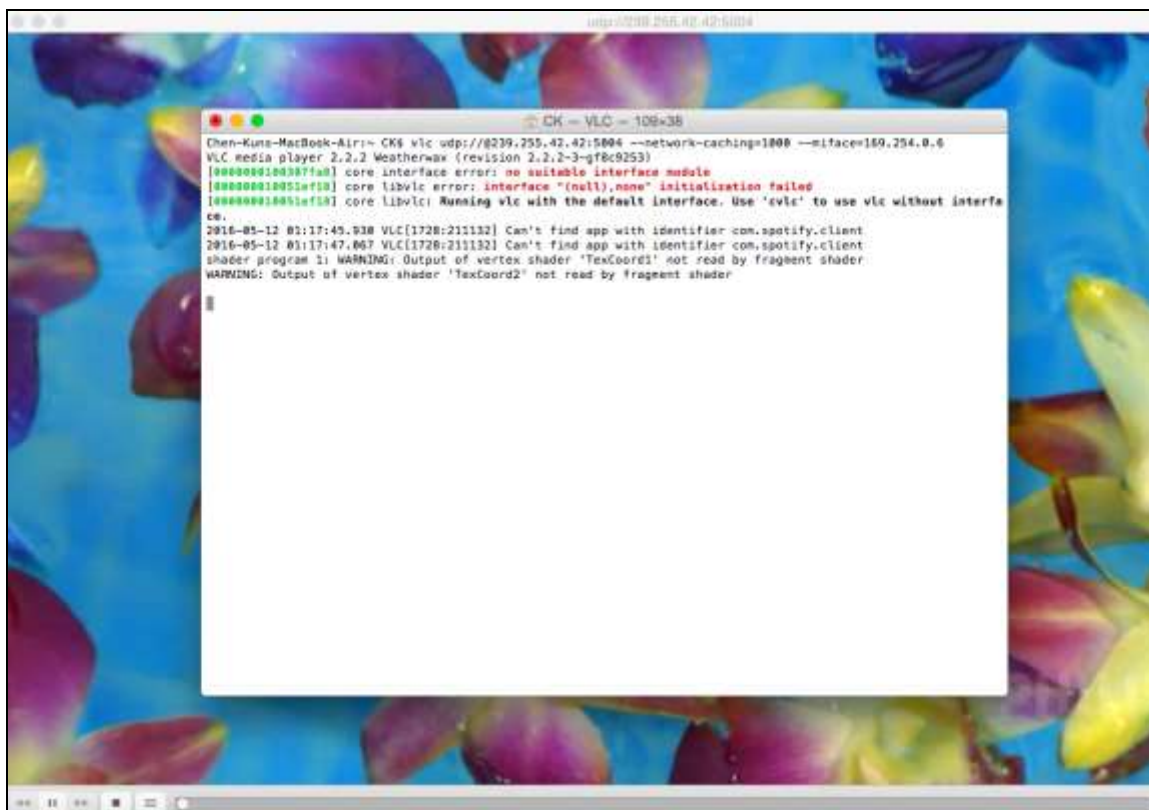 udp://239.255.42.42:5004
CK — VLC — 109×38
Chen-Kuns-MacBook-Air:~ CK$ vlc udp://@239.255.42.42:5004 --network-caching=1000 --miface=169.254.0.6
VLC media player 2.2.2 Weatherwax (revision 2.2.2-3-gf8c9253)
core interface error: no suitable interface module
core libvlc error: interface "(null),none" initialization failed
core libvlc: Running vlc with the default interface. Use 'cvlc' to use vlc without interfa
ce.
2016-05-12 01:17:45.930 VLC[1728:211132] Can't find app with identifier com.spotify.client
2016-05-12 01:17:47.067 VLC[1728:211132] Can't find app with identifier com.spotify.client
shader program 1: WARNING: Output of vertex shader 'TexCoord1' not read by fragment shader
WARNING: Output of vertex shader 'TexCoord2' not read by fragment shader